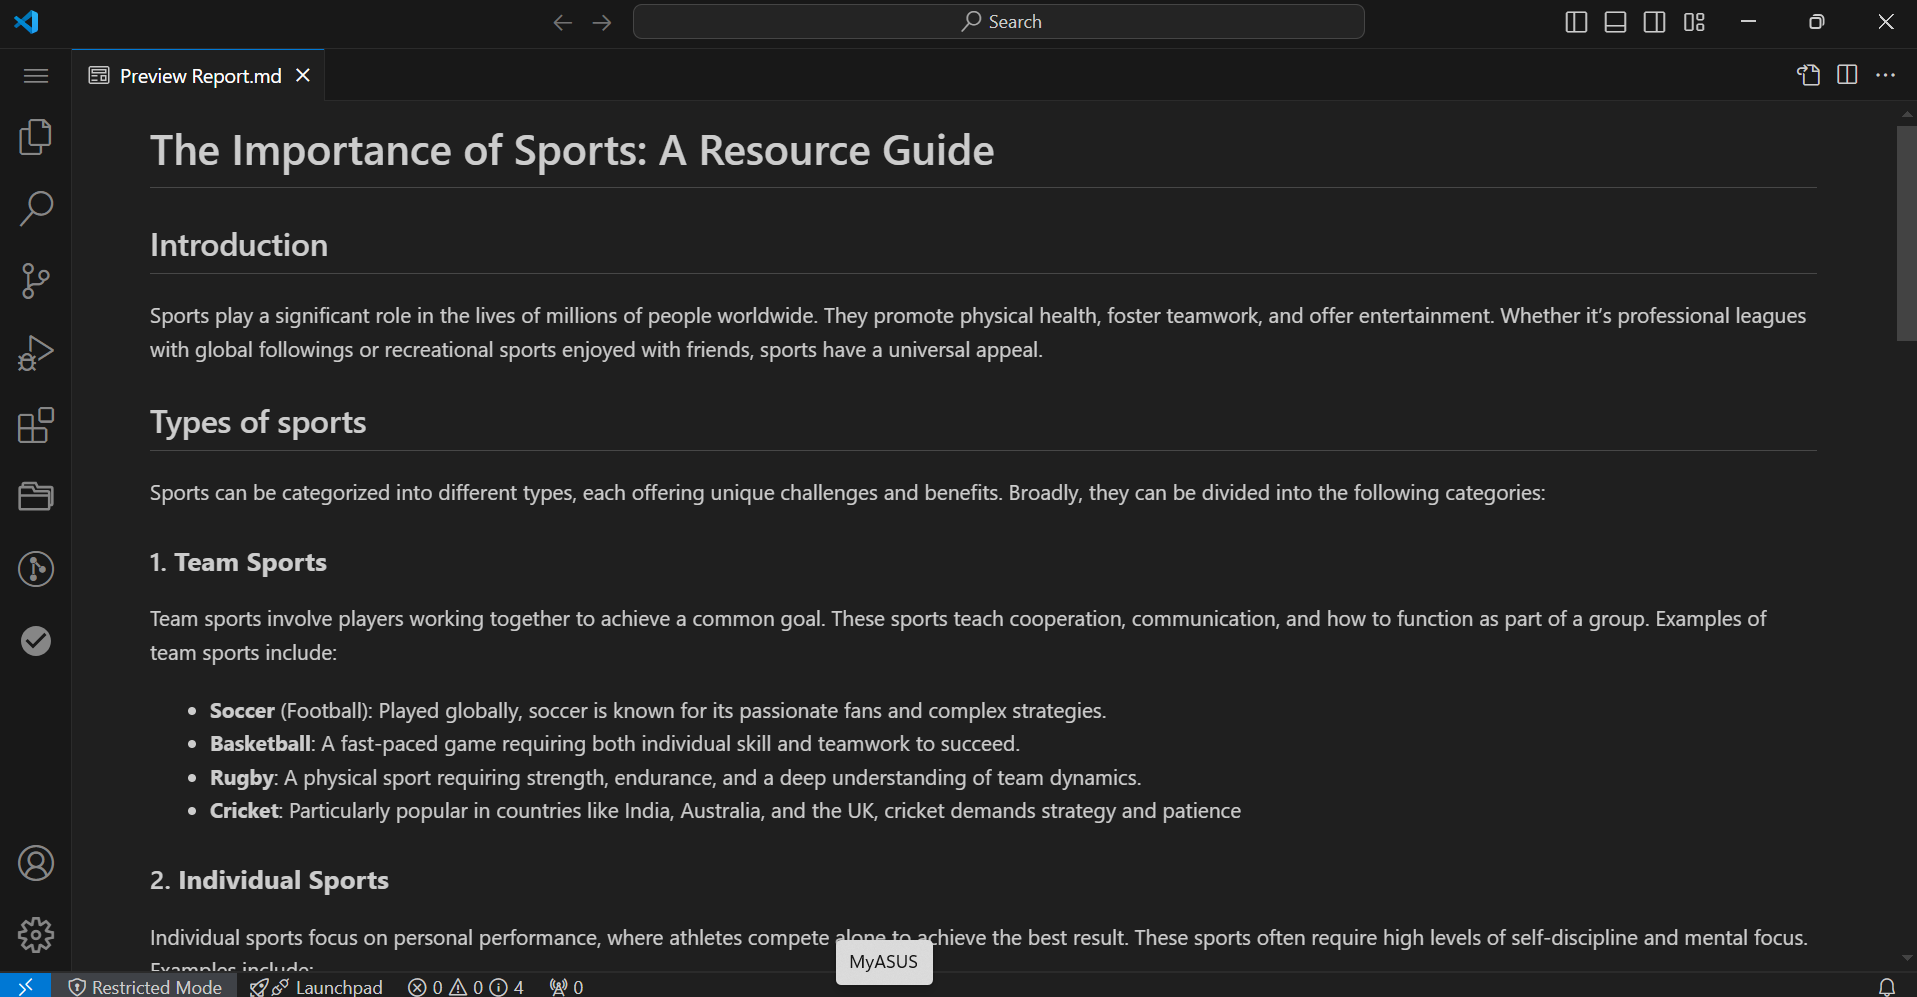 Search
Preview Report.md
The Importance of Sports: A Resource Guide
Introduction
Sports play a significant role in the lives of millions of people worldwide. They promote physical health, foster teamwork, and offer entertainment. Whether it’s professional leagues
with global followings or recreational sports enjoyed with friends, sports have a universal appeal.
Types of sports
Sports can be categorized into different types, each offering unique challenges and benefits. Broadly, they can be divided into the following categories:
1. Team Sports
Team sports involve players working together to achieve a common goal. These sports teach cooperation, communication, and how to function as part of a group. Examples of
team sports include:
• Soccer (Football): Played globally, soccer is known for its passionate fans and complex strategies.
• Basketball: A fast-paced game requiring both individual skill and teamwork to succeed.
• Rugby: A physical sport requiring strength, endurance, and a deep understanding of team dynamics.
• Cricket: Particularly popular in countries like India, Australia, and the UK, cricket demands strategy and patience
2. Individual Sports
Individual sports focus on personal performance, where athletes compete alone to achieve the best result. These sports often require high levels of self-discipline and mental focus.
Examples include:
MyASUS
Restricted Mode Launchpad 0 0 4 0